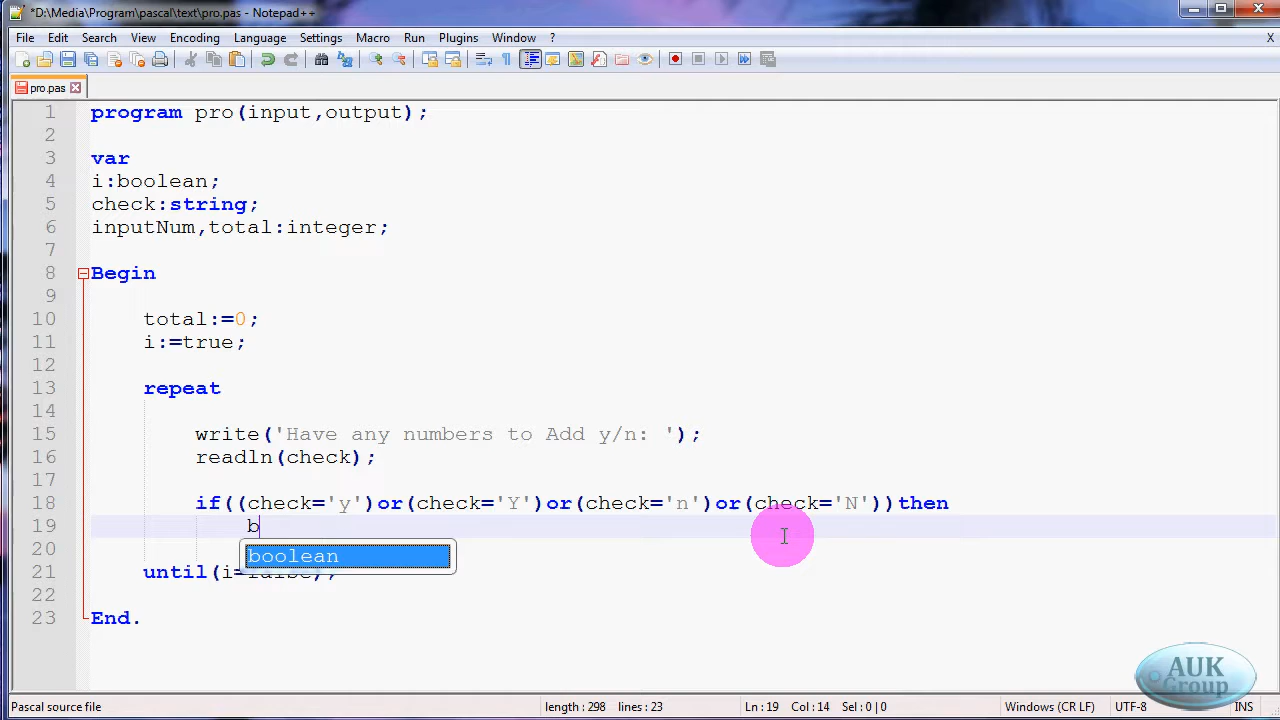 *D:\Media\Program\pascal\text\pro.pas - Notepad++
File Edit Search View Encoding Language Settings Macro Run Plugins Window ? X
pro.pas
1 program pro(input,output);
2
3 var
4 i:boolean;
5 check:string;
6 inputNum,total:integer;
7
8 Begin
9
10 total:=0;
11 i:=true;
12
13 repeat
14
15 write('Have any numbers to Add y/n: ');
16 readln(check);
17
18 if((check='y')or(check='Y')or(check='n')or(check='N'))then
19 b
20 boolean
21 until(i=false);
22
23 End.
AUK
Group
Pascal source file length : 298 lines : 23 Ln : 19 Col : 14 Sel : 0 | 0 Windows (CR LF) UTF-8 INS